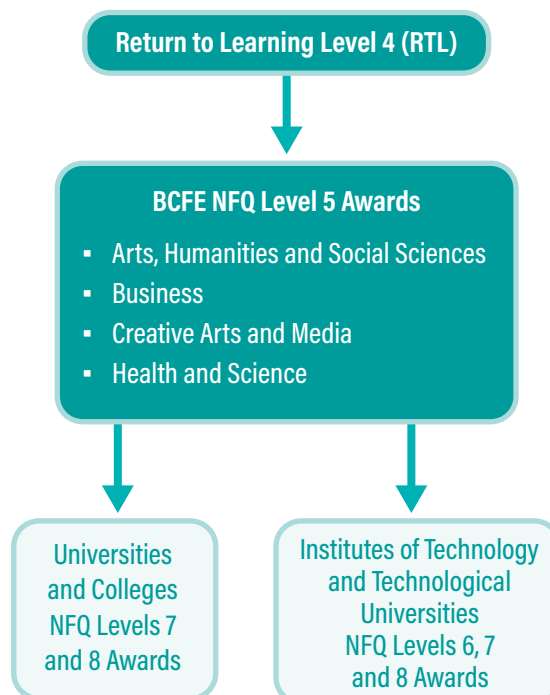 Return to Learning Level 4 (RTL)
BCFE NFQ Level 5 Awards
▪ Arts, Humanities and Social Sciences
▪ Business
▪ Creative Arts and Media
▪ Health and Science
Universities
and Colleges
NFQ Levels 7
and 8 Awards
Institutes of Technology
and Technological
Universities
NFQ Levels 6, 7
and 8 Awards